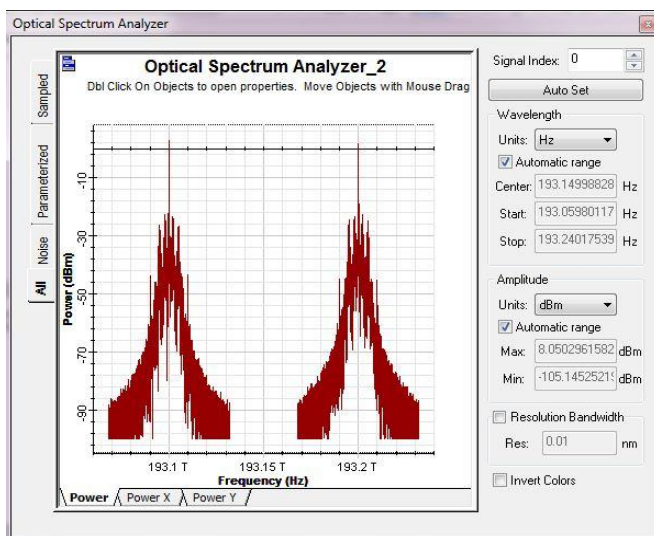 Optical Spectrum Analyzer
Sampled
Parameterized
Noise
All
Optical Spectrum Analyzer_2
Dbl Click On Objects to open properties. Move Objects with Mouse Drag
Power (dBm)
-10
-30
-50
-70
-90
193.1 T
193.15 T
193.2 T
Frequency (Hz)
Power
Power X
Power Y
Signal Index: 0
Auto Set
Wavelength
Units: Hz
Automatic range
Center: 193.14998828 Hz
Start: 193.05980117 Hz
Stop: 193.24017539 Hz
Amplitude
Units: dBm
Automatic range
Max: 8.0502961582 dBm
Min: -105.1452521 dBm
Resolution Bandwidth
Res: 0.01 nm
Invert Colors